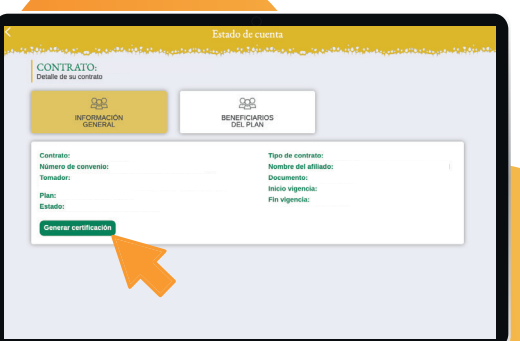 Estado de cuenta
CONTRATO:
Detalle de su contrato
INFORMACIÓN
GENERAL
BENEFICIARIOS
DEL PLAN
Contrato:
Número de convenio:
Tomador:
Plan:
Estado:
Tipo de contrato:
Nombre del afiliado:
Documento:
Inicio vigencia:
Fin vigencia:
Generar certificación